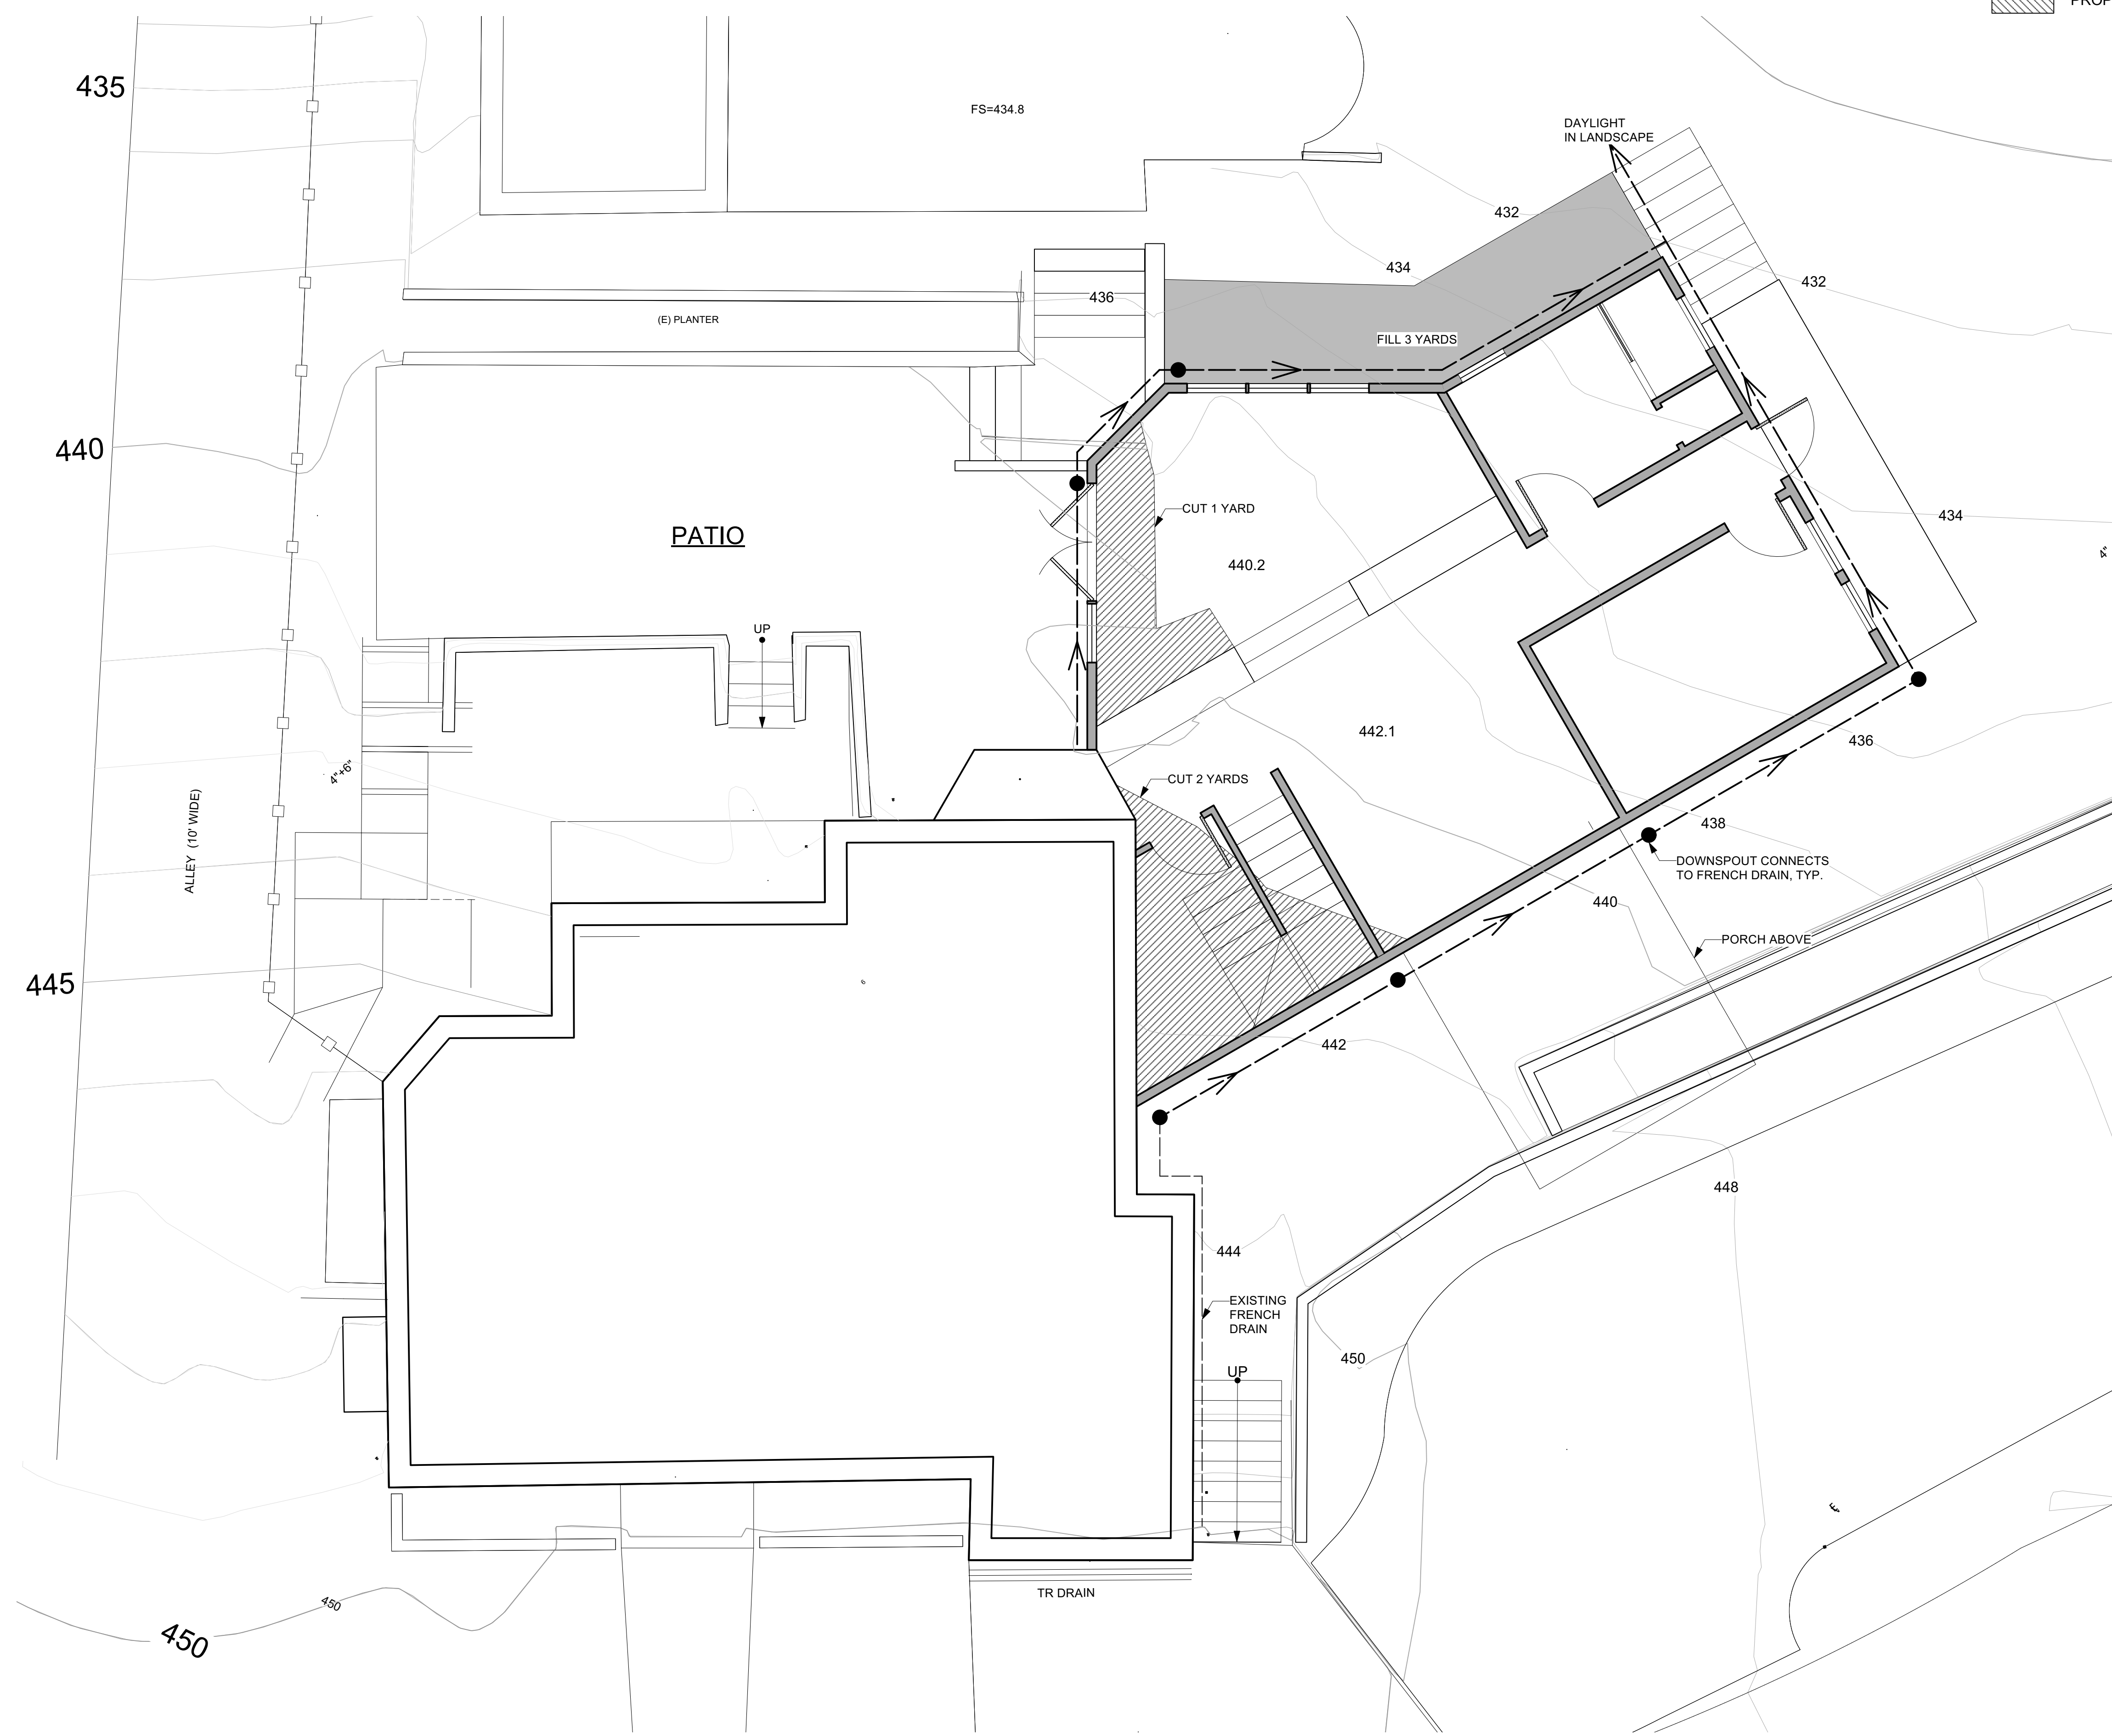 PROP
435
FS=434.8
DAYLIGHT
IN LANDSCAPE
432
434
432
436
(E) PLANTER
FILL 3 YARDS
440
CUT 1 YARD
434
PATIO
4"
440.2
UP
442.1
436
4"+6"
CUT 2 YARDS
ALLEY (10' WIDE)
438
DOWNSPOUT CONNECTS
TO FRENCH DRAIN, TYP.
440
PORCH ABOVE
445
6
442
448
444
EXISTING
FRENCH
DRAIN
450
UP
TR DRAIN
450
450